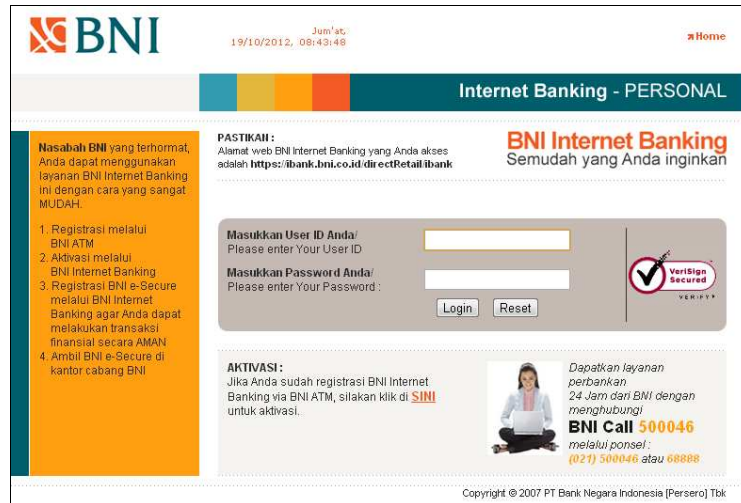 BNI
Jum'at,
19/10/2012, 08:43:48
Home
Internet Banking - PERSONAL
Nasabah BNI yang terhormat,
Anda dapat menggunakan
layanan BNI Internet Banking
ini dengan cara yang sangat
MUDAH.
1. Registrasi melalui
BNI ATM
2. Aktivasi melalui
BNI Internet Banking
3. Registrasi BNI e-Secure
melalui BNI Internet
Banking agar Anda dapat
melakukan transaksi
finansial secara AMAN
4. Ambil BNI e-Secure di
kantor cabang BNI
PASTIKAN :
Alamat web BNI Internet Banking yang Anda akses
adalah https://ibank.bni.co.id/directRetail/ibank
BNI Internet Banking
Semudah yang Anda inginkan
Masukkan User ID Anda/
Please enter Your User ID
Masukkan Password Anda/
Please enter Your Password :
Login Reset
VeriSign
Secured
VERIFY
AKTIVASI :
Jika Anda sudah registrasi BNI Internet
Banking via BNI ATM, silakan klik di SINI
untuk aktivasi.
Dapatkan layanan
perbankan
24 Jam dari BNI dengan
menghubungi
BNI Call 500046
melalui ponsel :
(021) 500046 atau 68888
Copyright © 2007 PT Bank Negara Indonesia [Persero] Tbk